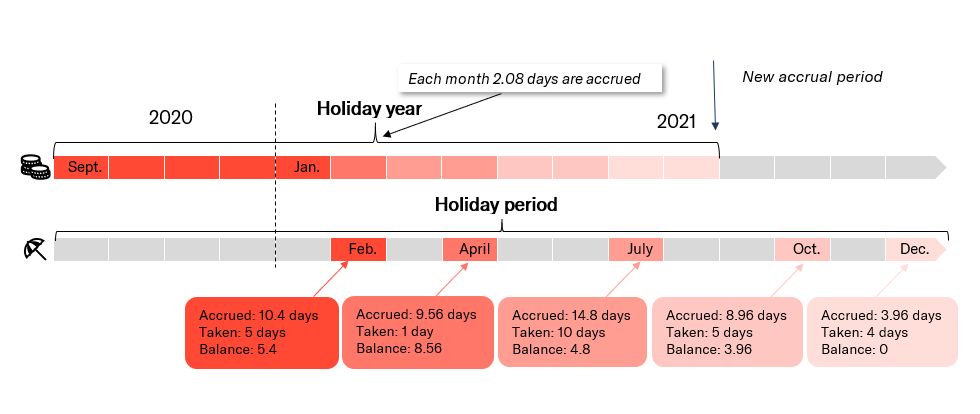 Each month 2.08 days are accrued
New accrual period
2020
Holiday year
2021
Sept.
Jan.
Holiday period
Feb.
April
July
Oct.
Dec.
Accrued: 10.4 days
Taken: 5 days
Balance: 5.4
Accrued: 9.56 days
Taken: 1 day
Balance: 8.56
Accrued: 14.8 days
Taken: 10 days
Balance: 4.8
Accrued: 8.96 days
Taken: 5 days
Balance: 3.96
Accrued: 3.96 days
Taken: 4 days
Balance: 0